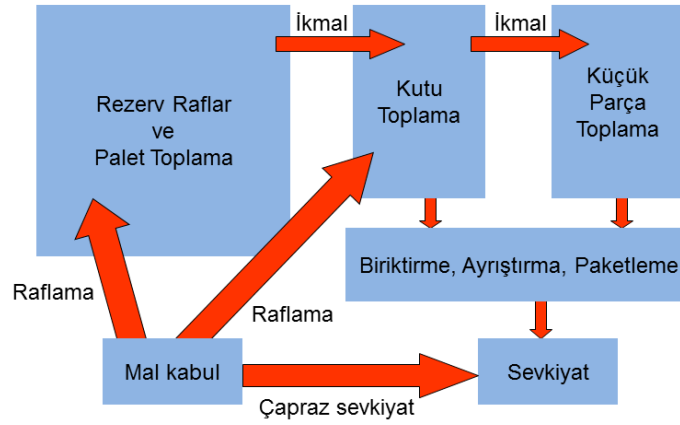 İkmal
İkmal
Rezerv Raflar
ve
Palet Toplama
Kutu
Toplama
Küçük
Parça
Toplama
Biriktirme, Ayrıştırma, Paketleme
Raflama
Raflama
Mal kabul
Sevkiyat
Çapraz sevkiyat